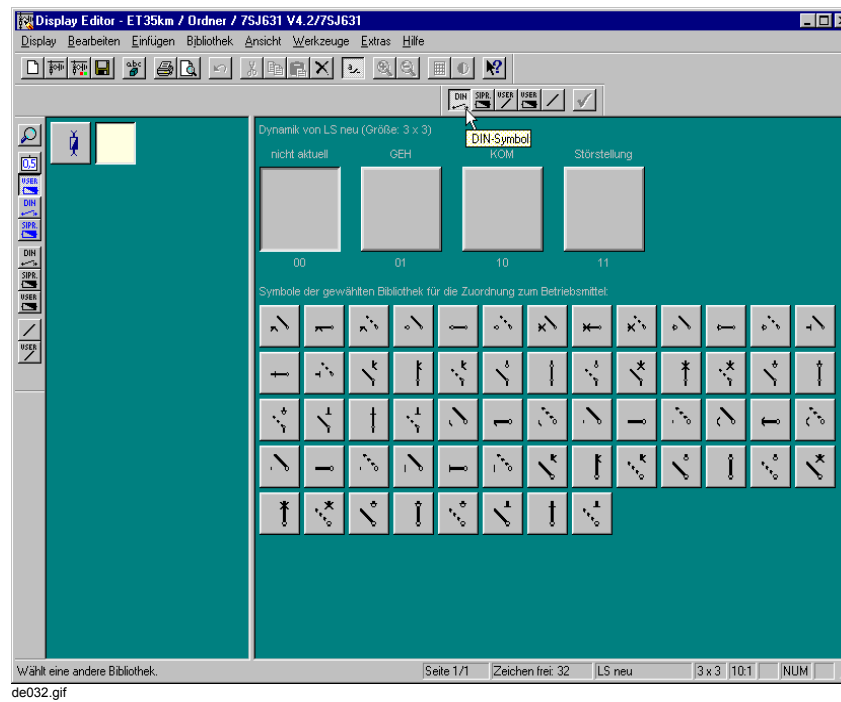 Display Editor - ET35km / Ordner / 7SJ631 V4.2/7SJ631
Display Bearbeiten Einfügen Bibliothek Ansicht Werkzeuge Extras Hilfe
abc
DIN SIPR. USER USER
DIN-Symbol
0,5
USER
DIN
SIPR.
DIN
SIPR.
USER
USER
Dynamik von LS neu (Größe: 3 x 3)
nicht aktuell GEH KOM Störstellung
00 01 10 11
Symbole der gewählten Bibliothek für die Zuordnung zum Betriebsmittel:
Wählt eine andere Bibliothek. Seite 1/1 Zeichen frei: 32 LS neu 3 x 3 10:1 NUM
de032.gif